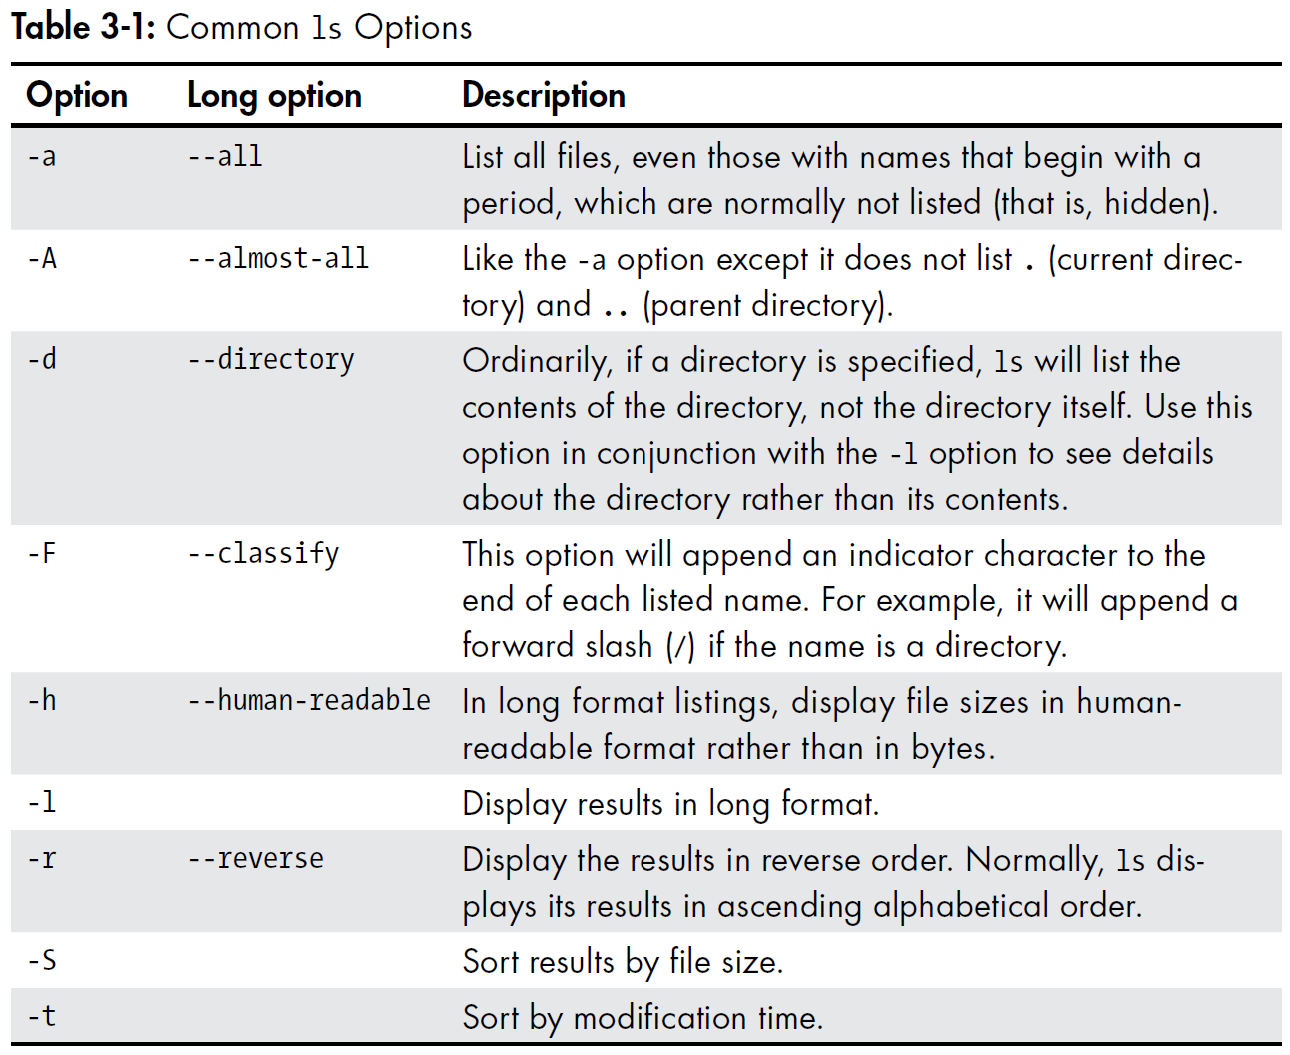 Table 3-1: Common ls Options
Option Long option Description
-a --all List all files, even those with names that begin with a
period, which are normally not listed (that is, hidden).
-A --almost-all Like the -a option except it does not list . (current direc-
tory) and .. (parent directory).
-d --directory Ordinarily, if a directory is specified, ls will list the
contents of the directory, not the directory itself. Use this
option in conjunction with the -l option to see details
about the directory rather than its contents.
-F --classify This option will append an indicator character to the
end of each listed name. For example, it will append a
forward slash (/) if the name is a directory.
-h --human-readable In long format listings, display file sizes in human-
readable format rather than in bytes.
-l Display results in long format.
-r --reverse Display the results in reverse order. Normally, ls dis-
plays its results in ascending alphabetical order.
-S Sort results by file size.
-t Sort by modification time.